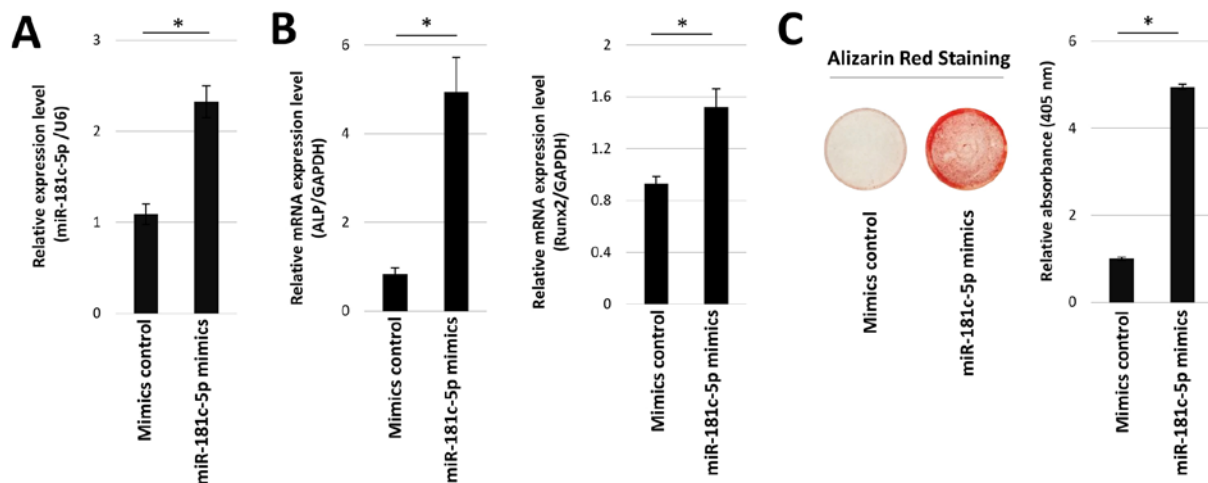 A
Relative expression level
(miR-181c-5p /U6)
3
2
1
0
*
Mimics control
miR-181c-5p mimics
B
Relative mRNA expression level
(ALP/GAPDH)
6
4
2
0
*
Mimics control
miR-181c-5p mimics
Relative mRNA expression level
(Runx2/GAPDH)
2
1.6
1.2
0.8
0.4
0
*
Mimics control
miR-181c-5p mimics
C
Alizarin Red Staining
Mimics control
miR-181c-5p mimics
Relative absorbance (405 nm)
6
4
2
0
*
Mimics control
miR-181c-5p mimics